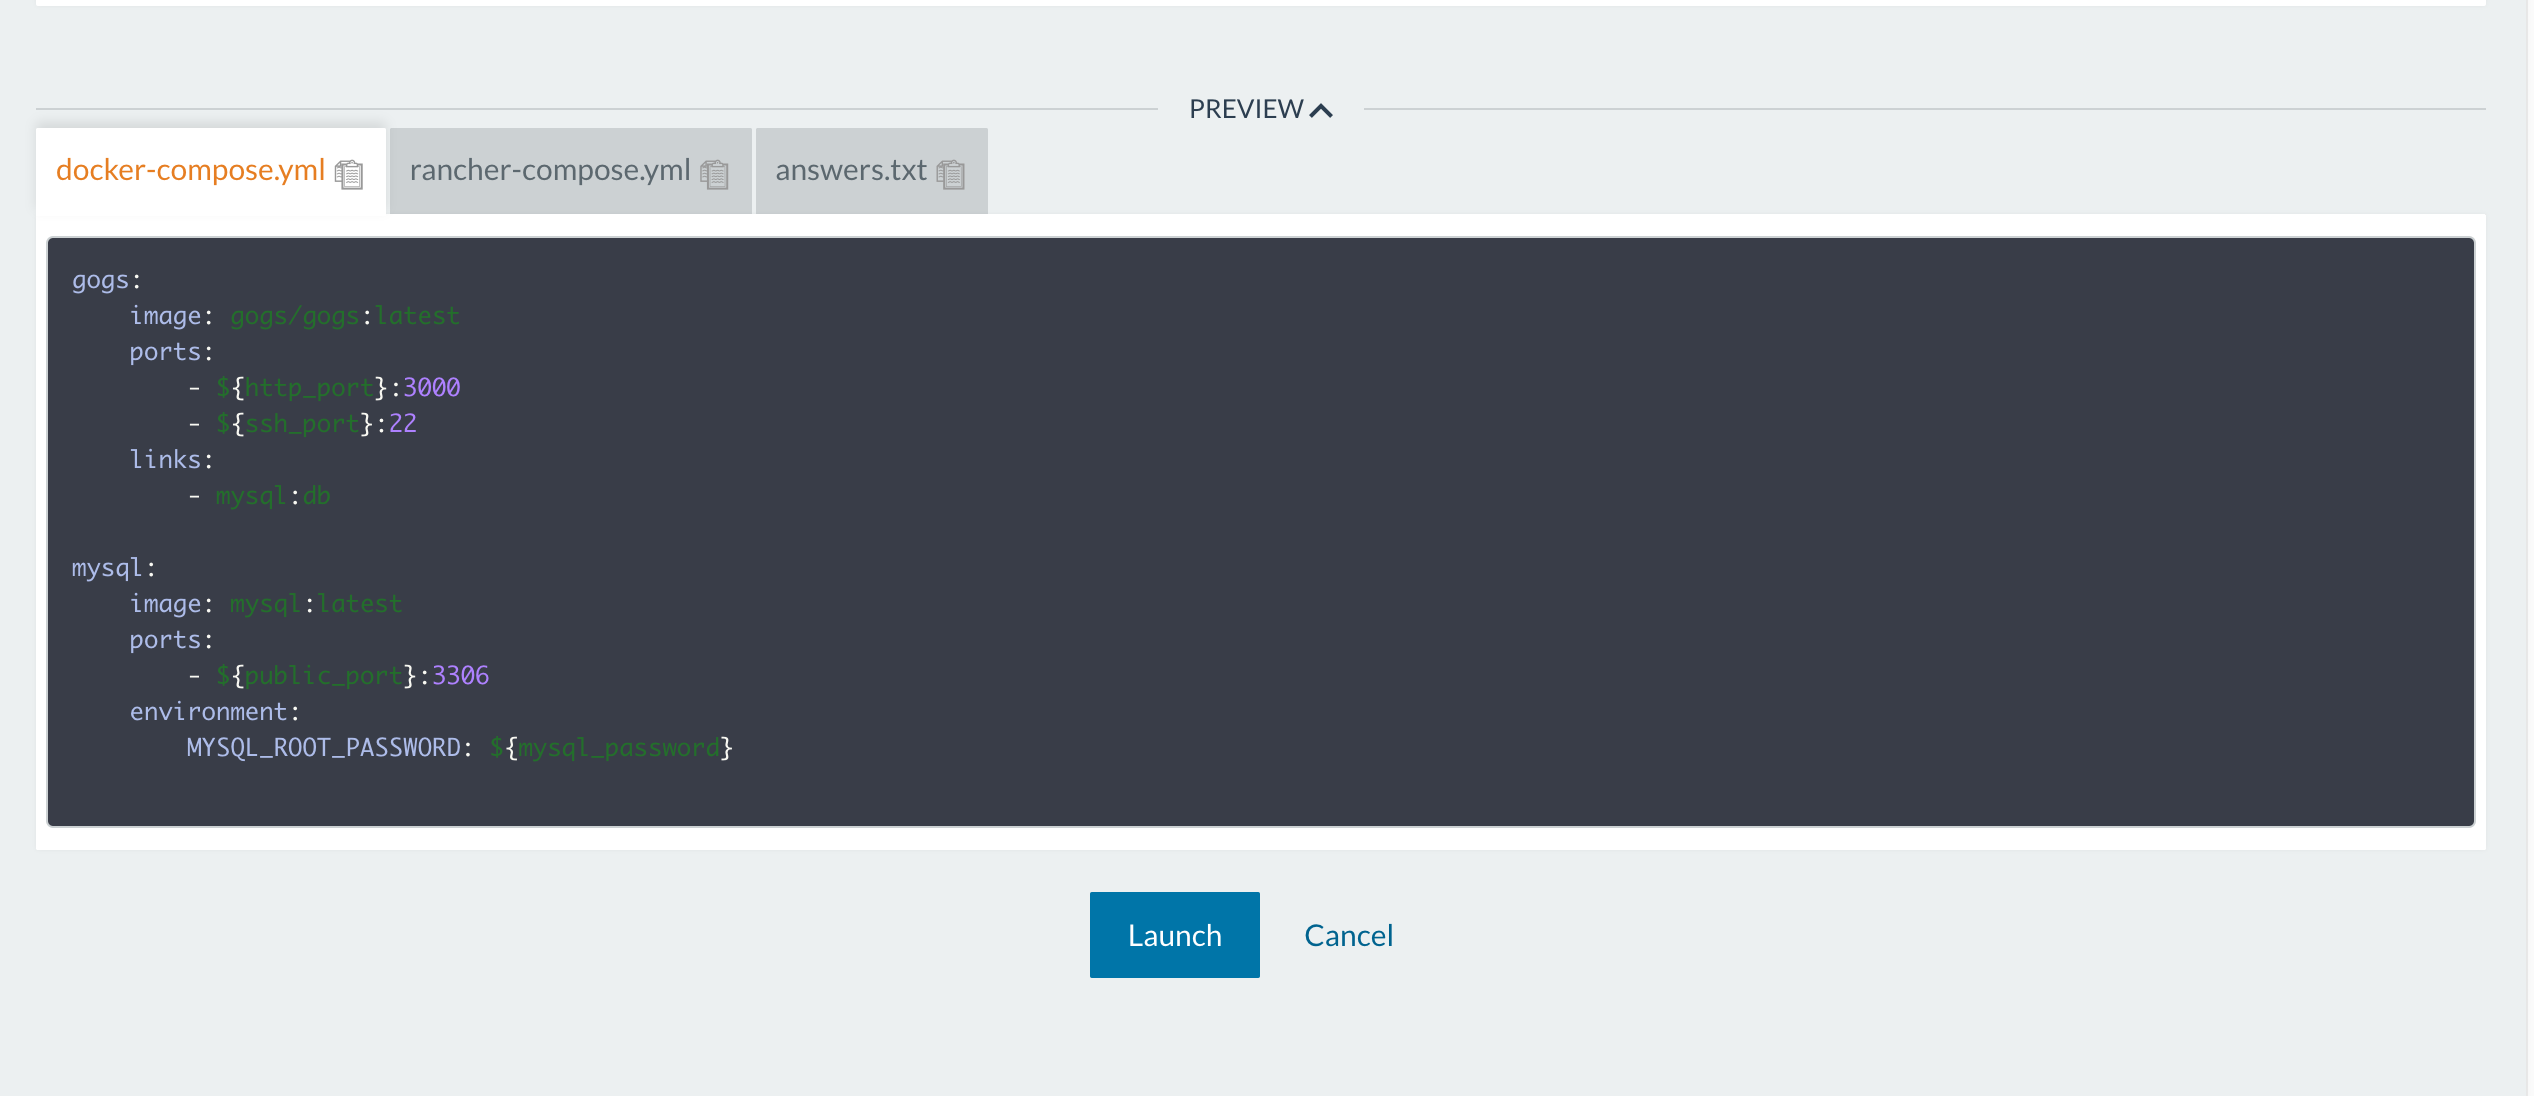 PREVIEW
docker-compose.yml rancher-compose.yml answers.txt
gogs:
    image: gogs/gogs:latest
    ports:
        - ${http_port}:3000
        - ${ssh_port}:22
    links:
        - mysql:db
mysql:
    image: mysql:latest
    ports:
        - ${public_port}:3306
    environment:
        MYSQL_ROOT_PASSWORD: ${mysql_password}
Launch Cancel